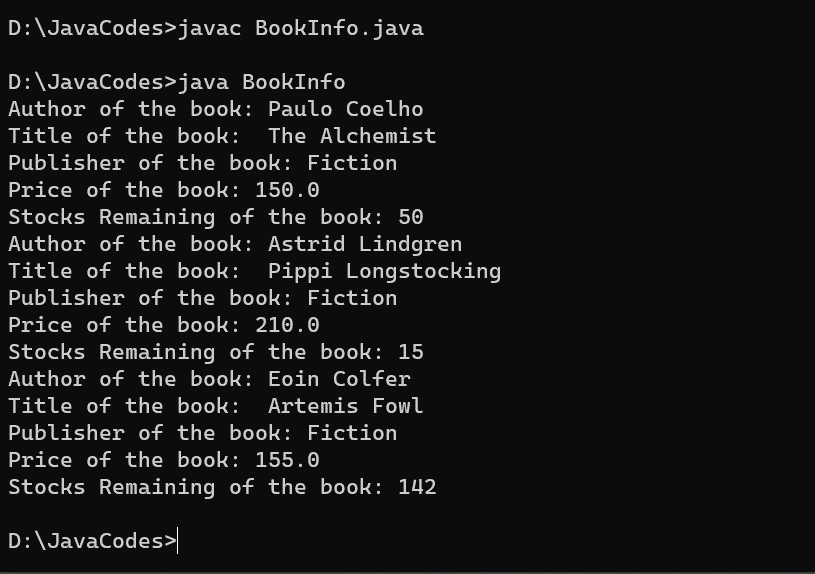 D:\JavaCodes>javac BookInfo.java
D:\JavaCodes>java BookInfo
Author of the book: Paulo Coelho
Title of the book:  The Alchemist
Publisher of the book: Fiction
Price of the book: 150.0
Stocks Remaining of the book: 50
Author of the book: Astrid Lindgren
Title of the book:  Pippi Longstocking
Publisher of the book: Fiction
Price of the book: 210.0
Stocks Remaining of the book: 15
Author of the book: Eoin Colfer
Title of the book:  Artemis Fowl
Publisher of the book: Fiction
Price of the book: 155.0
Stocks Remaining of the book: 142
D:\JavaCodes>